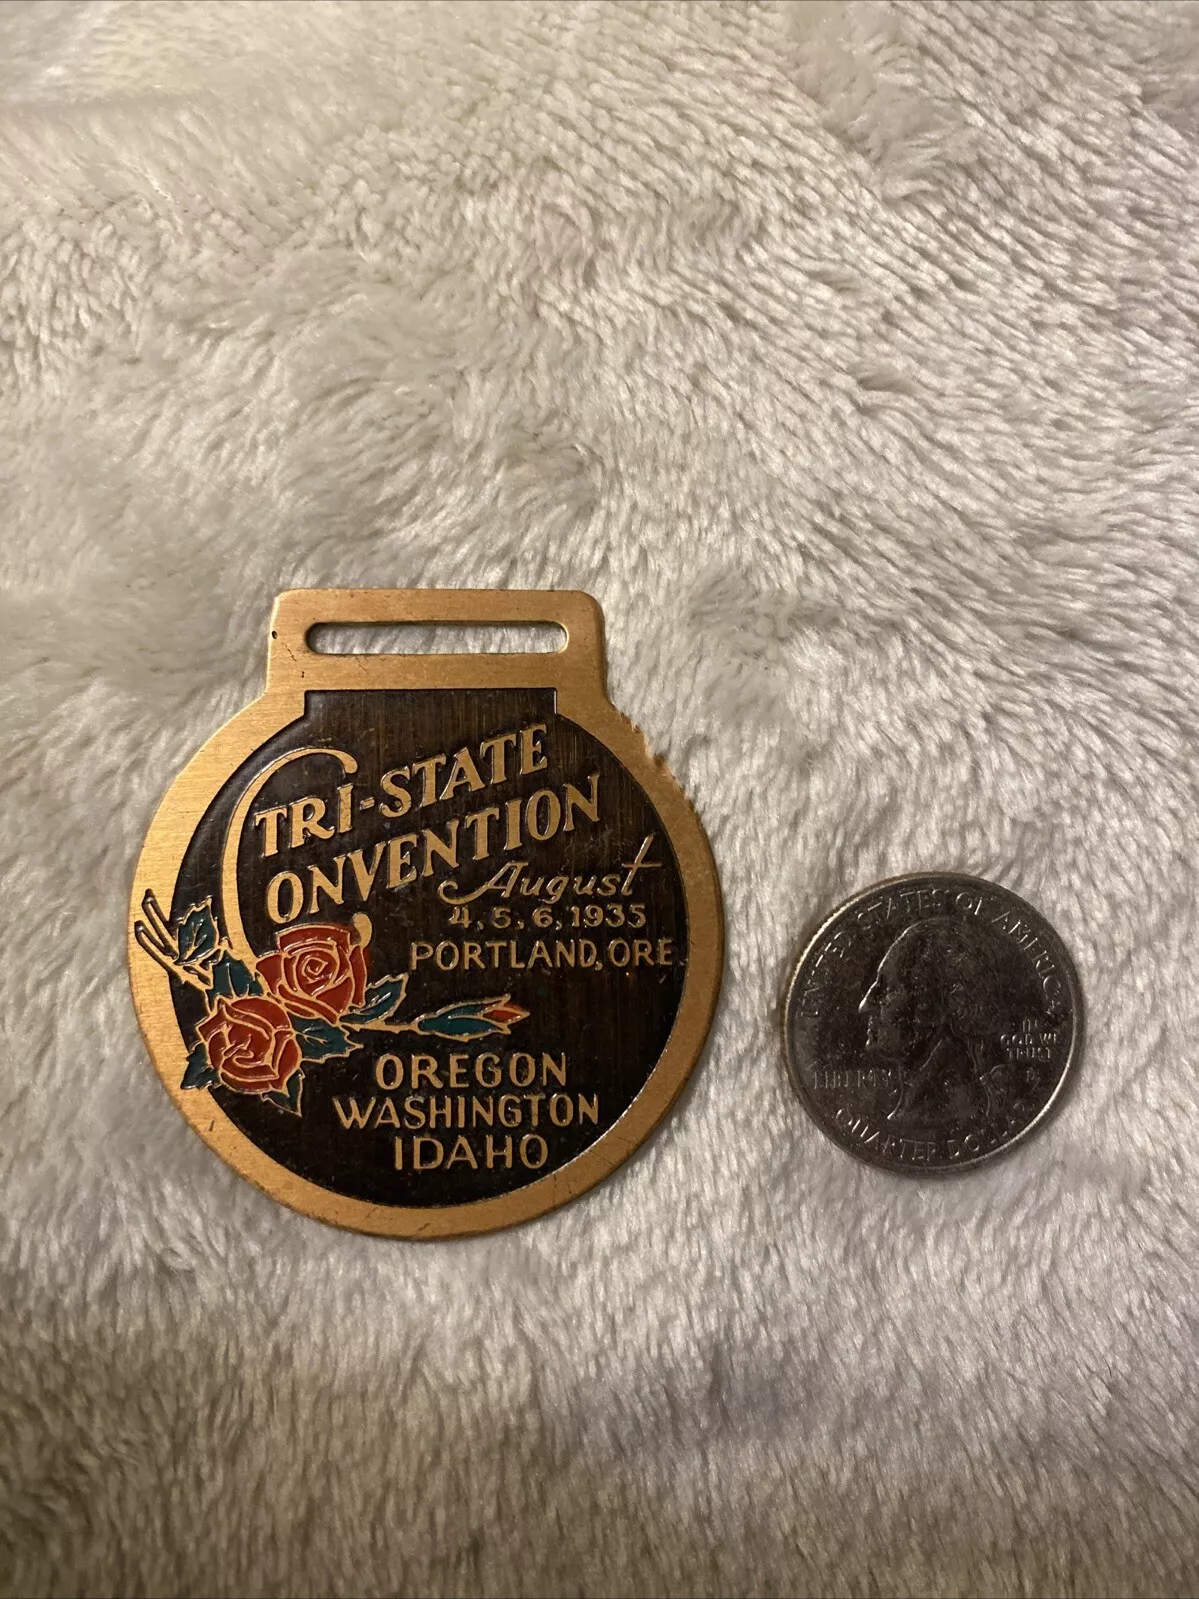 TRI-STATE
CONVENTION
August
4, 5, 6, 1935
PORTLAND, ORE.
OREGON
WASHINGTON
IDAHO
UNITED STATES OF AMERICA
IN
GOD WE
TRUST
LIBERTY
QUARTER DOLLAR